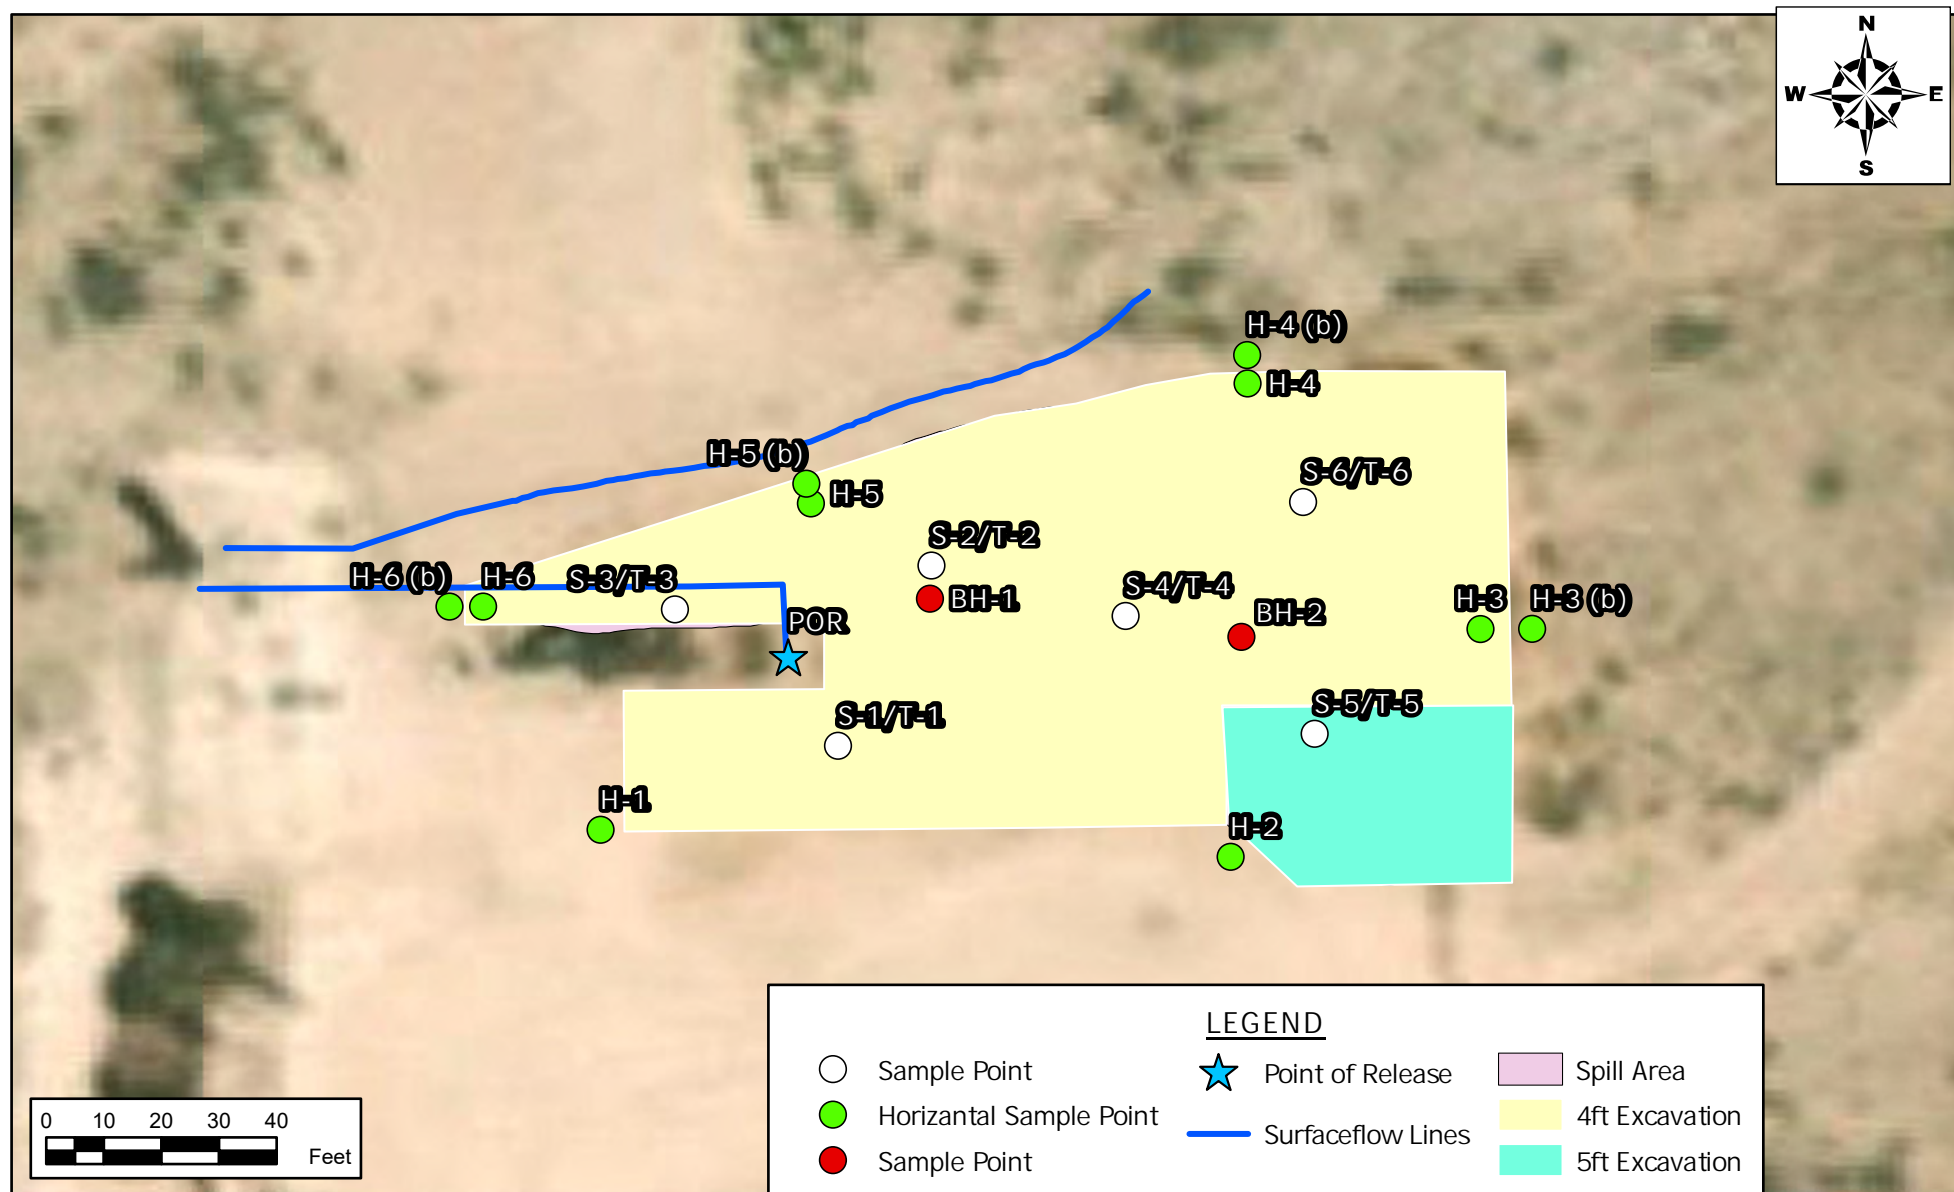 N
W E
S
H-4 (b)
H-4
H-5 (b)
H-5
S-6/T-6
S-2/T-2
H-6 (b) H-6 S-3/T-3
BH-1
S-4/T-4
BH-2
H-3 H-3 (b)
POR
S-1/T-1
S-5/T-5
H-1
H-2
LEGEND
Sample Point
Horizantal Sample Point
Sample Point
Point of Release
Surfaceflow Lines
Spill Area
4ft Excavation
5ft Excavation
0 10 20 30 40
Feet